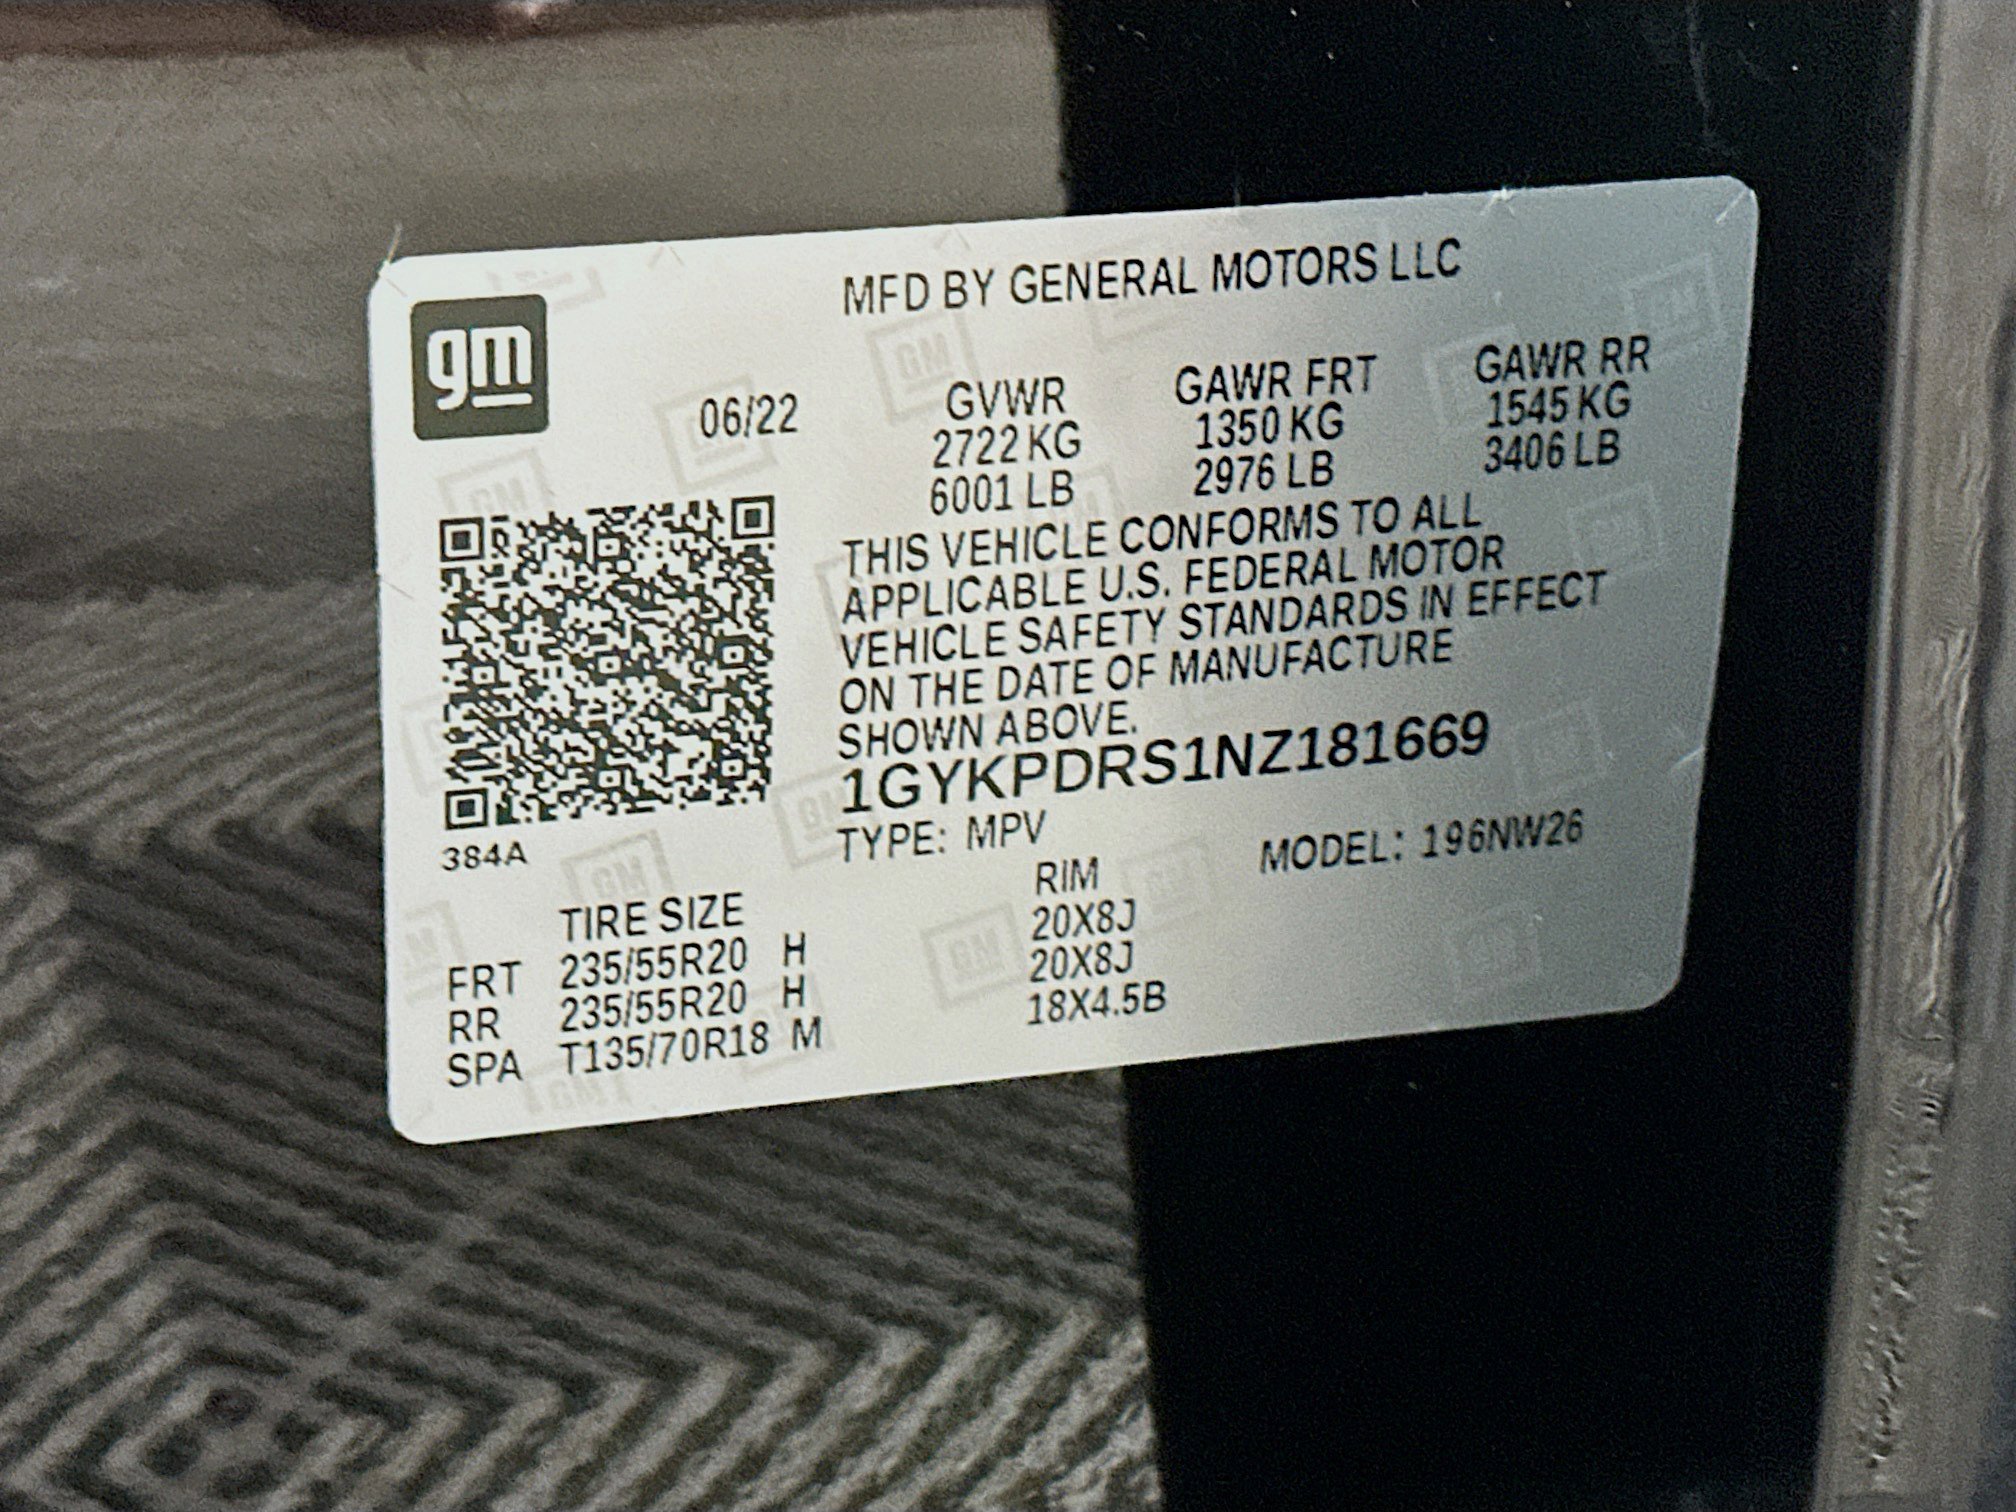 gm
MFD BY GENERAL MOTORS LLC
06/22
GVWR GAWR FRT GAWR RR
2722 KG 1350 KG 1545 KG
6001 LB 2976 LB 3406 LB
THIS VEHICLE CONFORMS TO ALL
APPLICABLE U.S. FEDERAL MOTOR
VEHICLE SAFETY STANDARDS IN EFFECT
ON THE DATE OF MANUFACTURE
SHOWN ABOVE.
1GYKPDRS1NZ181669
TYPE: MPV MODEL: 196NW26
384A
TIRE SIZE RIM
FRT 235/55R20 H 20X8J
RR 235/55R20 H 20X8J
SPA T135/70R18 M 18X4.5B